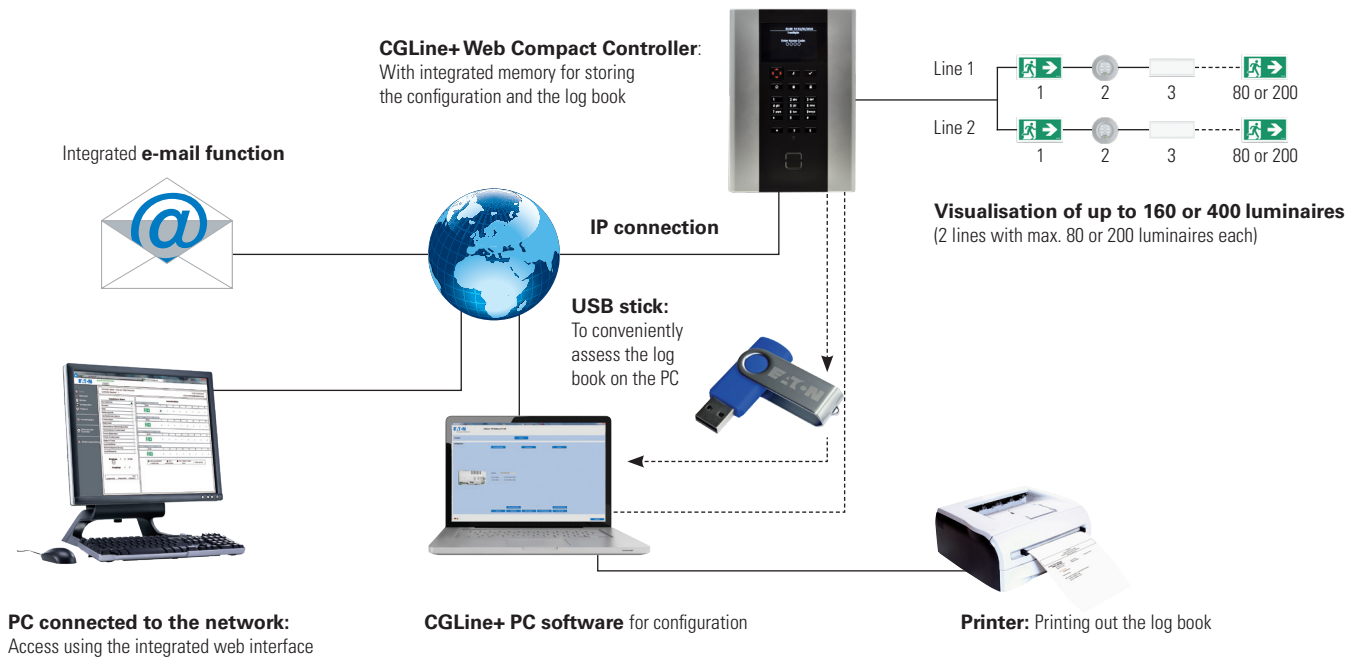 CGLine+ Web Compact Controller:
With integrated memory for storing
the configuration and the log book
Line 1
1
2
3
80 or 200
Line 2
1
2
3
80 or 200
Visualisation of up to 160 or 400 luminaires
(2 lines with max. 80 or 200 luminaires each)
Integrated e-mail function
@
IP connection
USB stick:
To conveniently
assess the log
book on the PC
EATON
PC connected to the network:
Access using the integrated web interface
CGLine+ PC software for configuration
Printer: Printing out the log book